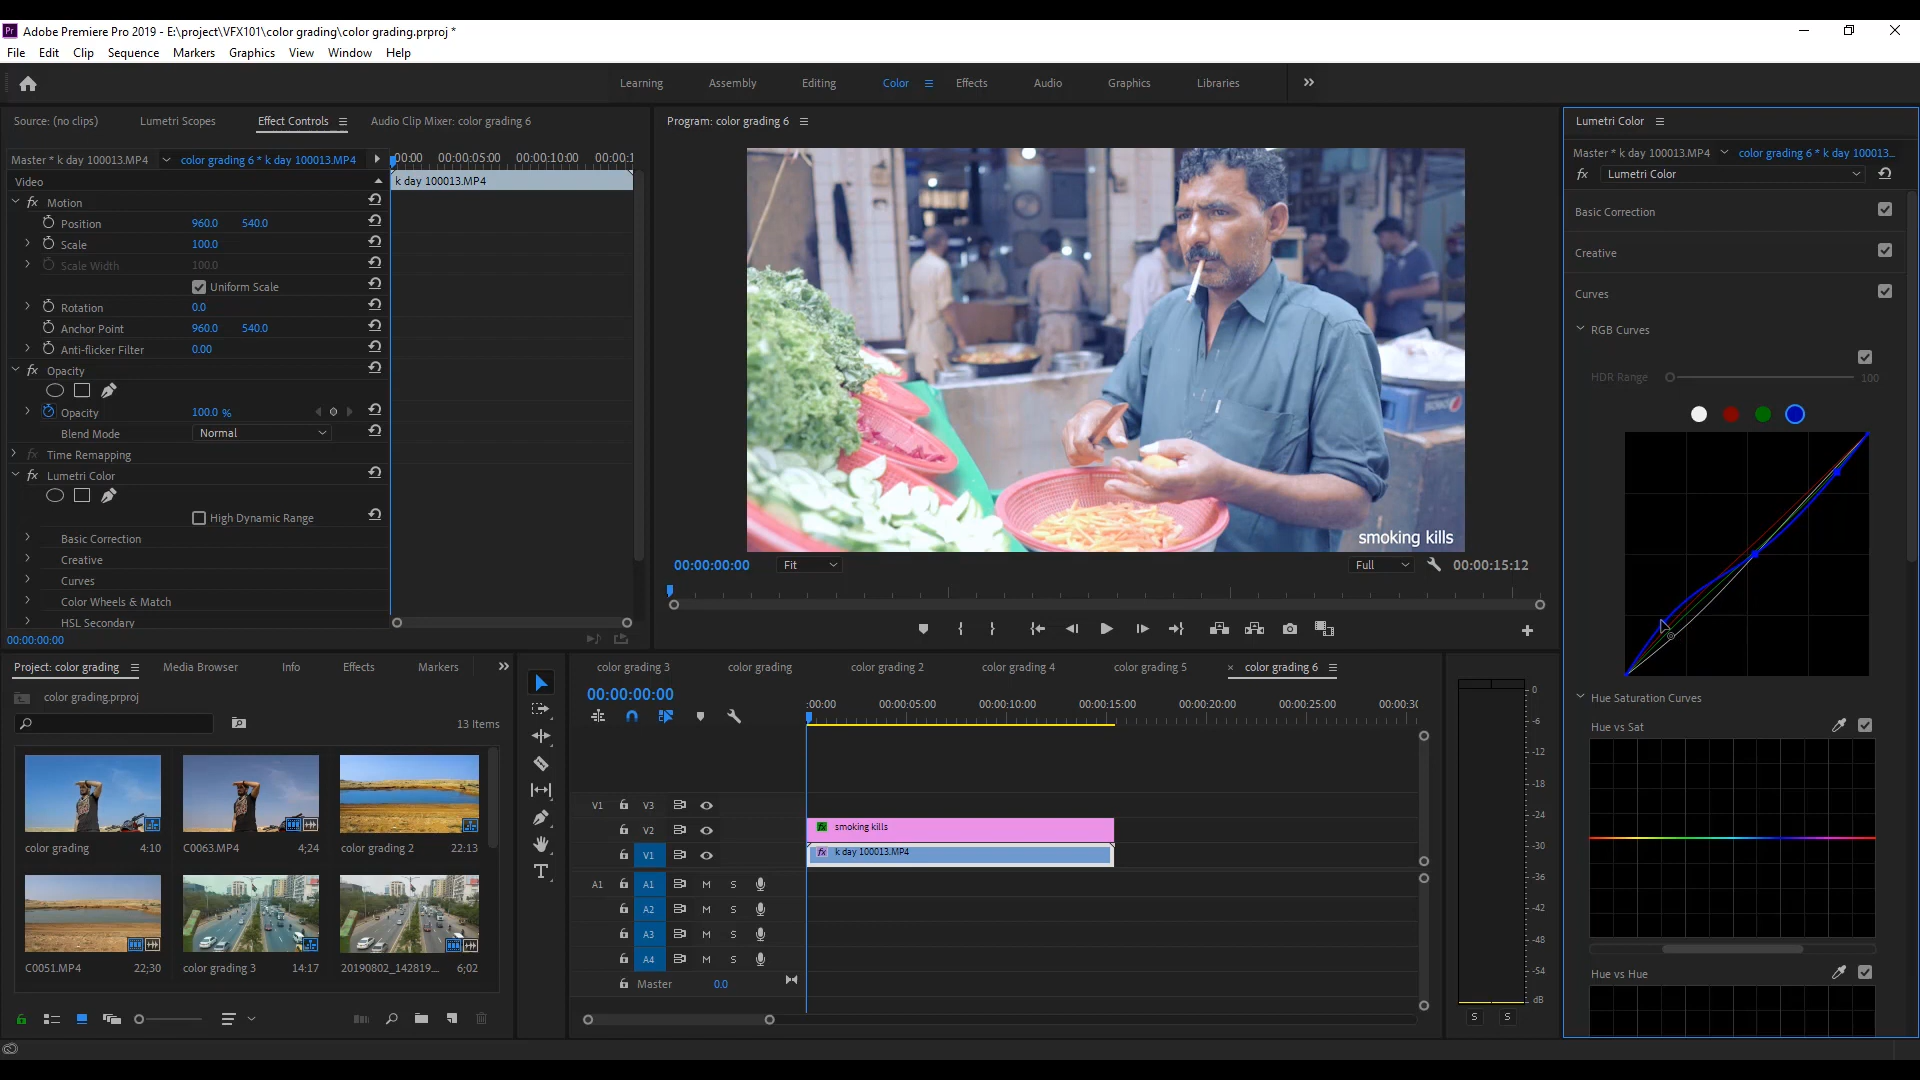 Adobe Premiere Pro 2019 - E:\project\VFX101\color grading\color grading.prproj *
File Edit Clip Sequence Markers Graphics View Window Help
Learning Assembly Editing Color Effects Audio Graphics Libraries
Source: (no clips) Lumetri Scopes Effect Controls Audio Clip Mixer: color grading 6
Master * k day 100013.MP4 color grading 6 * k day 100013.MP4
:00:00 00:00:05:00 00:00:10:00 00:00:1
Video
k day 100013.MP4
fx Motion
Position 960.0 540.0
Scale 100.0
Scale Width 100.0
Uniform Scale
Rotation 0.0
Anchor Point 960.0 540.0
Anti-flicker Filter 0.00
fx Opacity
Opacity 100.0 %
Blend Mode Normal
fx Time Remapping
fx Lumetri Color
High Dynamic Range
Basic Correction
Creative
Curves
Color Wheels & Match
HSL Secondary
00:00:00:00
Program: color grading 6
smoking kills
00:00:00:00 Fit Full 00:00:15:12
Lumetri Color
Master * k day 100013.MP4 color grading 6 * k day 100013...
fx Lumetri Color
Basic Correction
Creative
Curves
RGB Curves
HDR Range 100
Hue Saturation Curves
Hue vs Sat
Hue vs Hue
Project: color grading Media Browser Info Effects Markers
color grading.prproj
13 Items
color grading 4:10
C0063.MP4 4;24
color grading 2 22:13
C0051.MP4 22;30
color grading 3 14:17
20190802_142819... 6;02
color grading 3 color grading color grading 2 color grading 4 color grading 5 × color grading 6
00:00:00:00
:00:00 00:00:05:00 00:00:10:00 00:00:15:00 00:00:20:00 00:00:25:00 00:00:30
V1 V3
V2 fx smoking kills
V1 fx k day 100013.MP4
A1 A1 M S
A2 M S
A3 M S
A4 M S
Master 0.0
0
-6
-12
-18
-24
-30
-36
-42
-48
-54
dB
S S